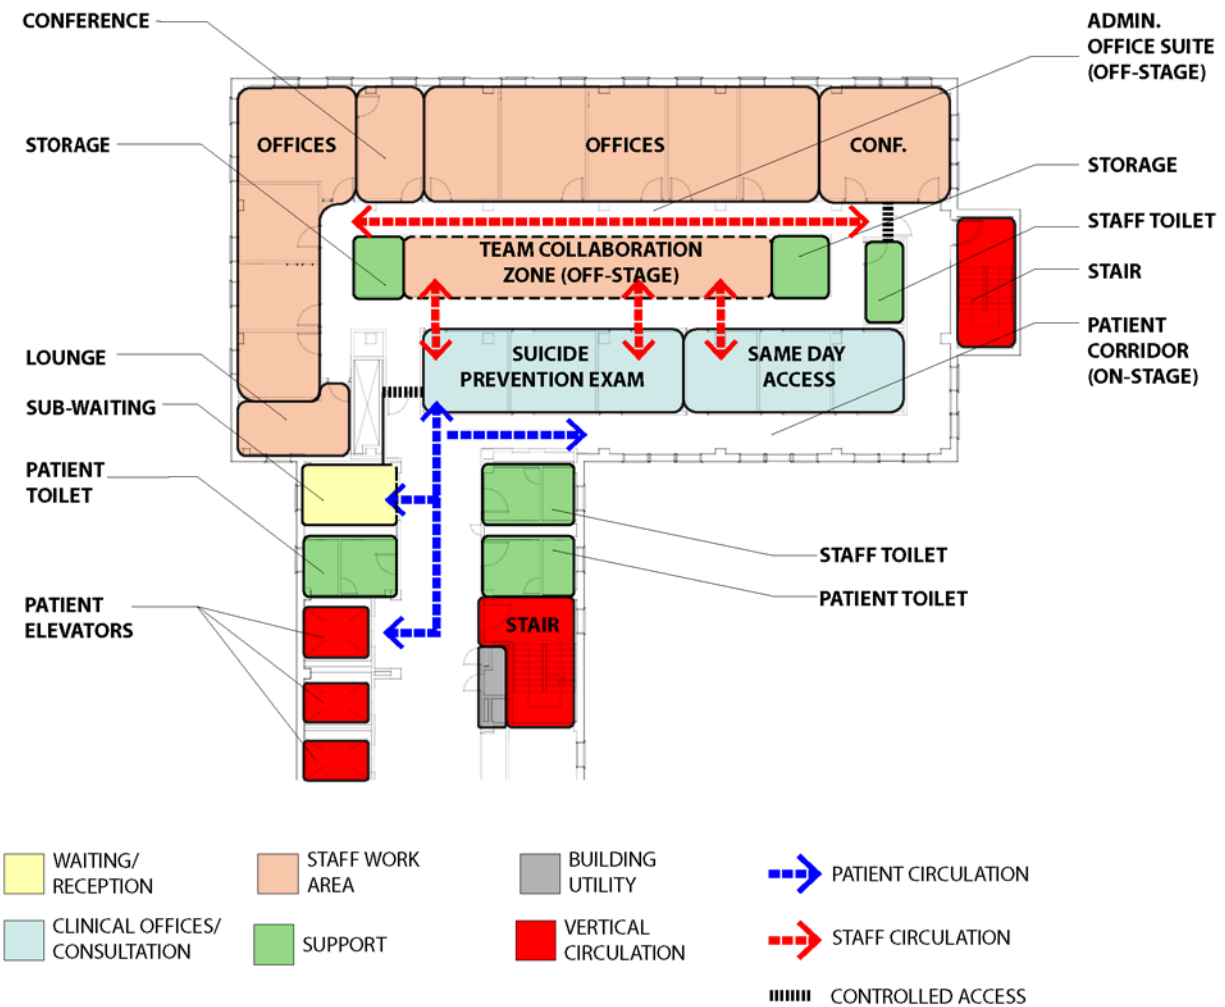 CONFERENCE
ADMIN.
OFFICE SUITE
(OFF-STAGE)
STORAGE
OFFICES
OFFICES
CONF.
STORAGE
STAFF TOILET
TEAM COLLABORATION
ZONE (OFF-STAGE)
STAIR
PATIENT
CORRIDOR
(ON-STAGE)
LOUNGE
SUICIDE
PREVENTION EXAM
SAME DAY
ACCESS
SUB-WAITING
PATIENT
TOILET
STAFF TOILET
PATIENT TOILET
PATIENT
ELEVATORS
STAIR
WAITING/
RECEPTION
STAFF WORK
AREA
BUILDING
UTILITY
PATIENT CIRCULATION
CLINICAL OFFICES/
CONSULTATION
SUPPORT
VERTICAL
CIRCULATION
STAFF CIRCULATION
CONTROLLED ACCESS